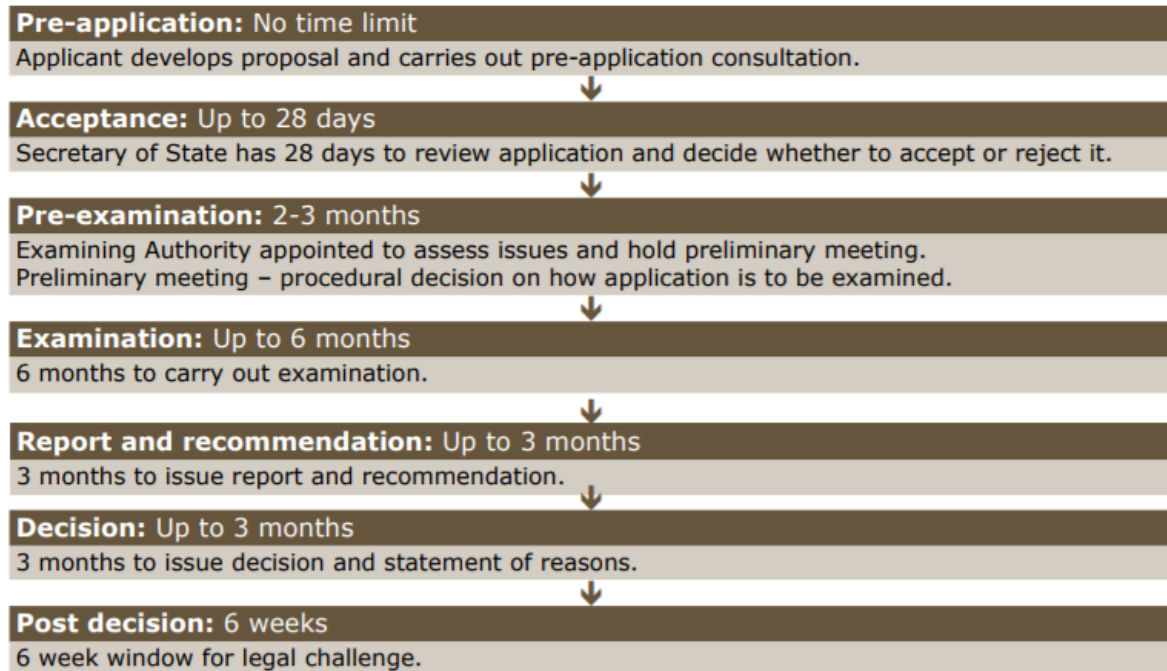 Pre-application: No time limit
Applicant develops proposal and carries out pre-application consultation.
Acceptance: Up to 28 days
Secretary of State has 28 days to review application and decide whether to accept or reject it.
Pre-examination: 2-3 months
Examining Authority appointed to assess issues and hold preliminary meeting.
Preliminary meeting – procedural decision on how application is to be examined.
Examination: Up to 6 months
6 months to carry out examination.
Report and recommendation: Up to 3 months
3 months to issue report and recommendation.
Decision: Up to 3 months
3 months to issue decision and statement of reasons.
Post decision: 6 weeks
6 week window for legal challenge.